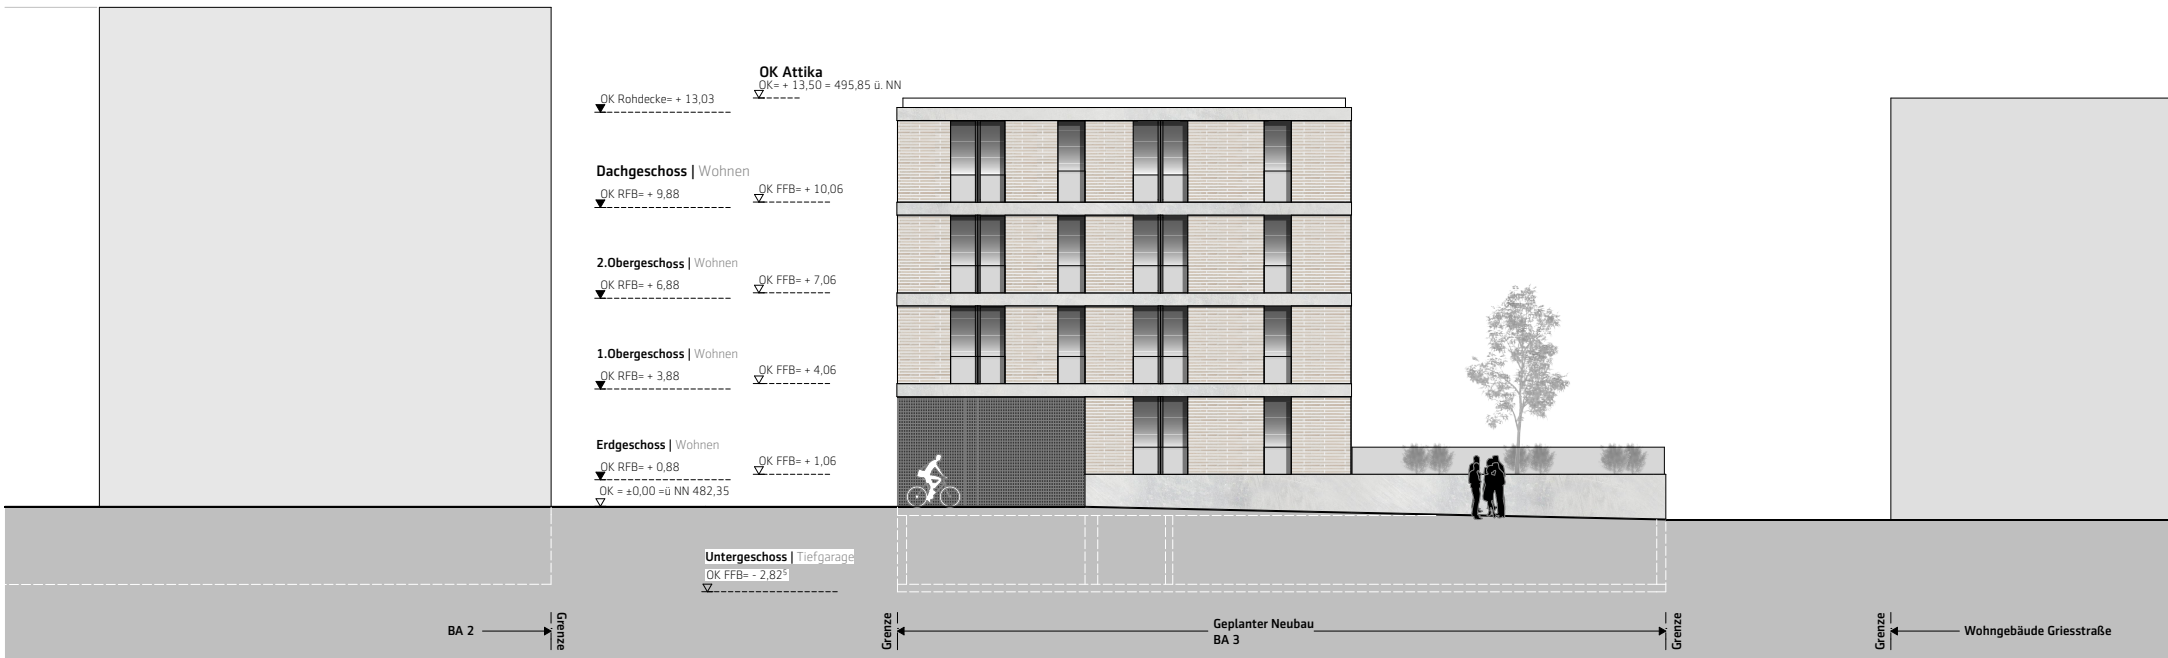 OK Attika
OK= + 13,50 = 495,85 ü. NN
OK Rohdecke= + 13,03
Dachgeschoss | Wohnen
OK RFB= + 9,88
OK FFB= + 10,06
2.Obergeschoss | Wohnen
OK RFB= + 6,88
OK FFB= + 7,06
1.Obergeschoss | Wohnen
OK RFB= + 3,88
OK FFB= + 4,06
Erdgeschoss | Wohnen
OK RFB= + 0,88
OK FFB= + 1,06
OK = ±0,00 =ü NN 482,35
Untergeschoss | Tiefgarage
OK FFB= - 2,82⁵
BA 2
Grenze
Grenze
Geplanter Neubau
BA 3
Grenze
Grenze
Wohngebäude Griesstraße